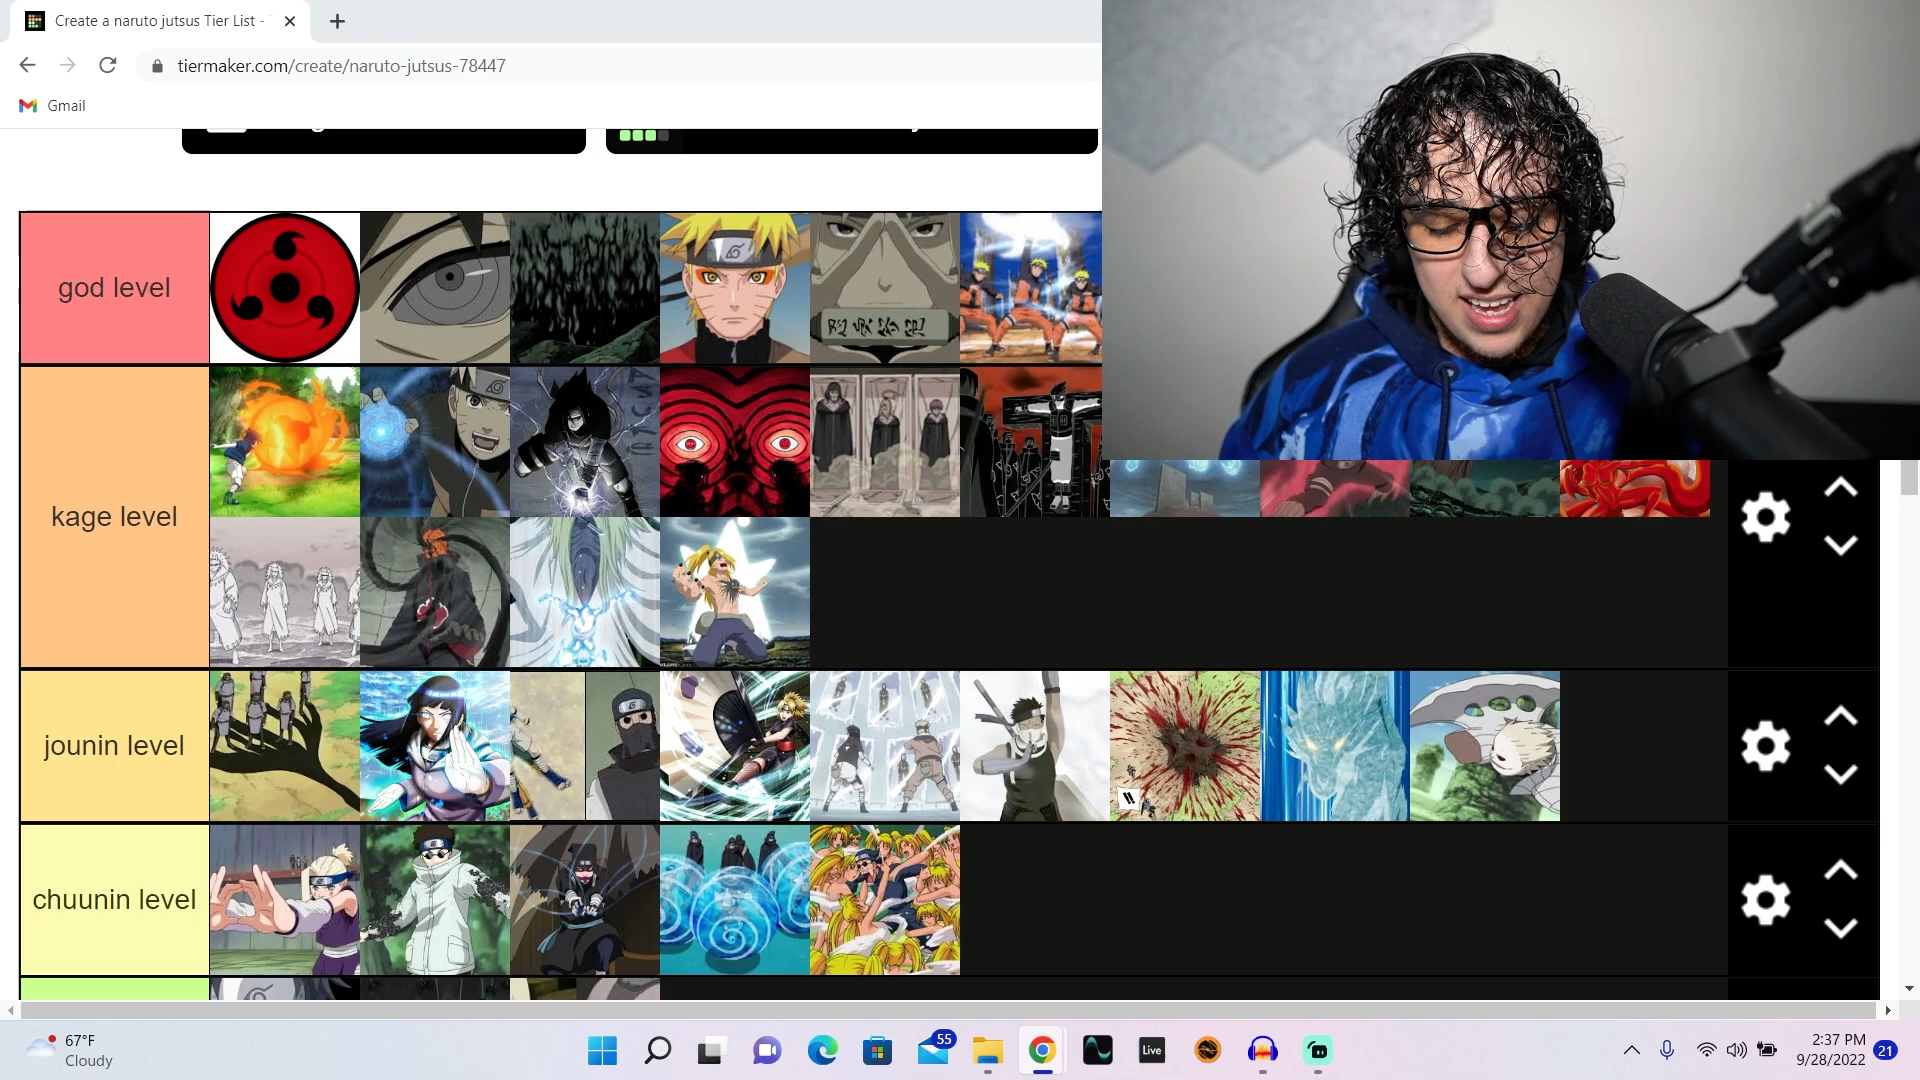 Create a naruto jutsus Tier List -
tiermaker.com/create/naruto-jutsus-78447
Gmail
god level
kage level
jounin level
chuunin level
67°F
Cloudy
55
Live
2:37 PM
9/28/2022
21